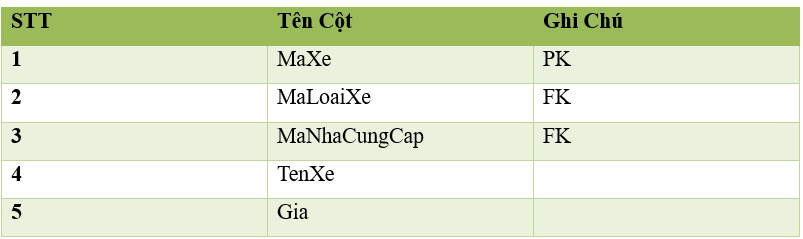 STT Tên Cột Ghi Chú
1 MaXe PK
2 MaLoaiXe FK
3 MaNhaCungCap FK
4 TenXe
5 Gia